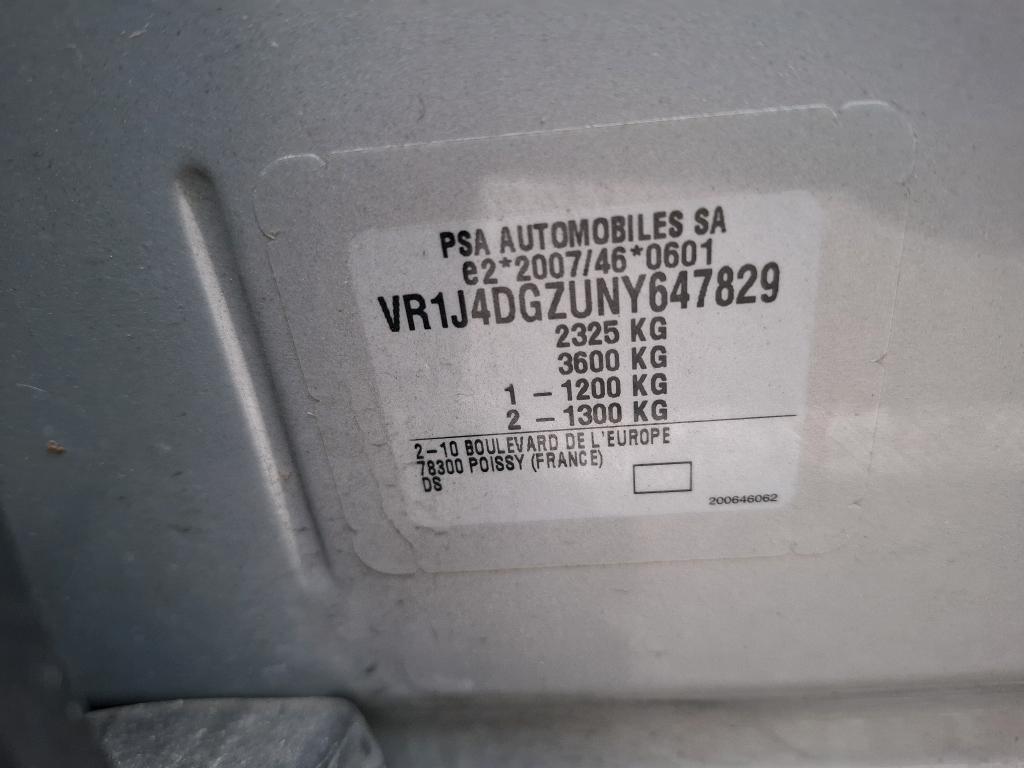 PSA AUTOMOBILES SA
e2*2007/46*0601
VR1J4DGZUNY647829
2325 KG
3600 KG
1 – 1200 KG
2 – 1300 KG
2–10 BOULEVARD DE L'EUROPE
78300 POISSY (FRANCE)
DS
200646062